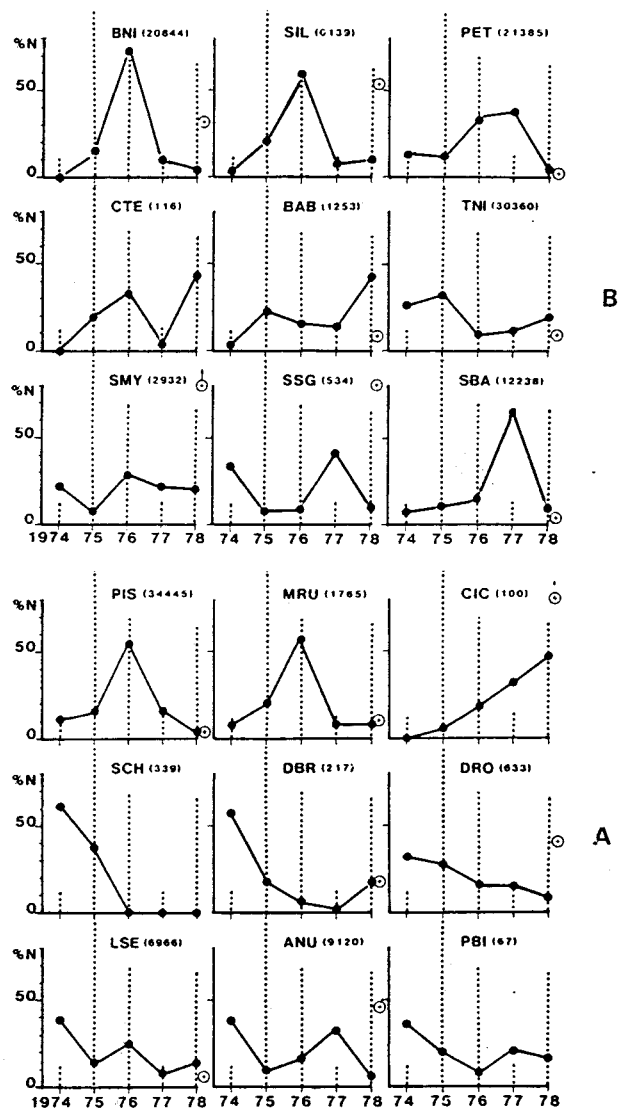 %N BNI (20644) SIL (6139) PET (21385)
50
0
CTE (116) BAB (1253) TNI (30360)
50
B
0
%N SMY (2932) SSG (534) SBA (12238)
50
0
1974 75 76 77 78 74 75 76 77 78 74 75 76 77 78
%N PIS (34445) MRU (1765) CIC (100)
50
0
SCH (339) DBR (217) DRO (633)
50
A
0
%N LSE (6966) ANU (9120) PBI (67)
50
0
1974 75 76 77 78 74 75 76 77 78 74 75 76 77 78